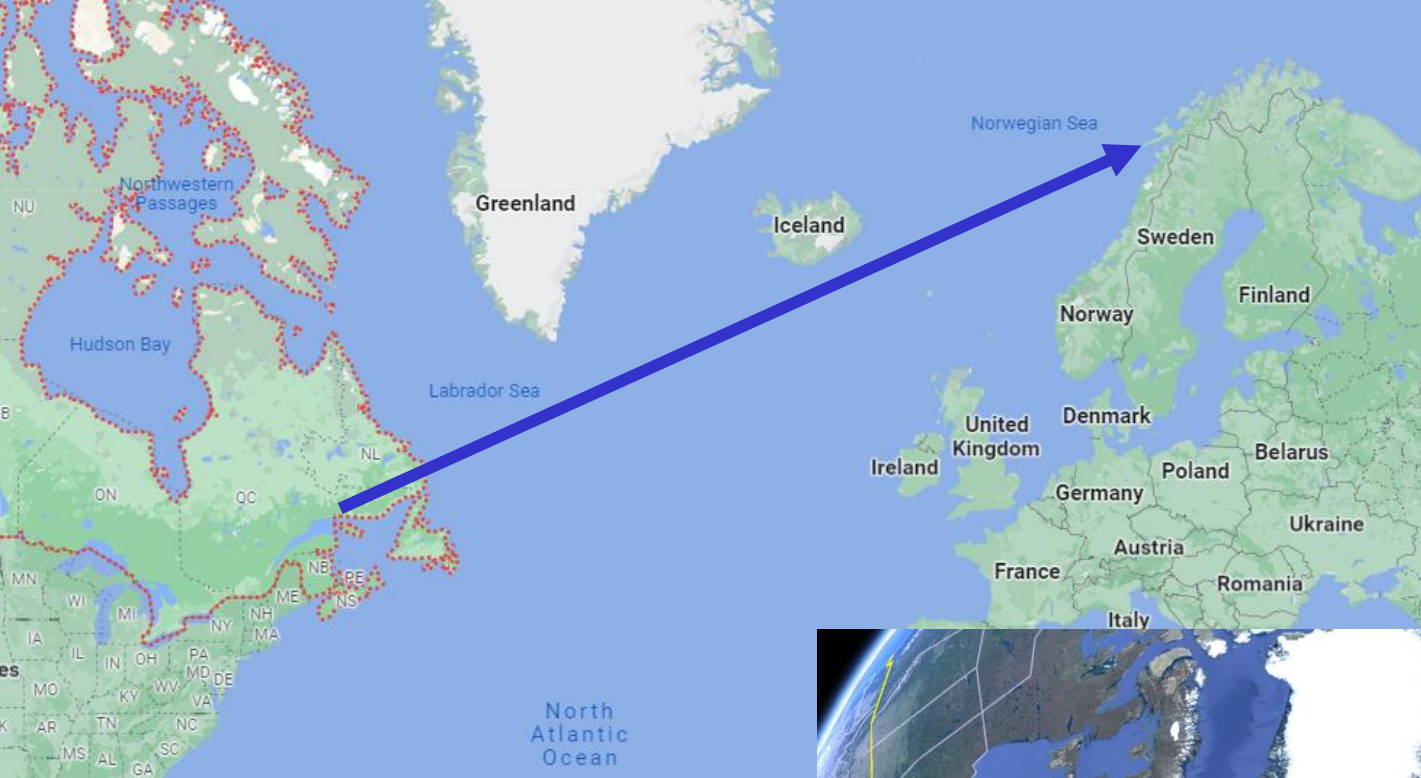 Norwegian Sea
Northwestern
Passages
NU
Greenland
Iceland
Sweden
Finland
Norway
Hudson Bay
Labrador Sea
B
United
Kingdom
Denmark
NL
Ireland
Belarus
Poland
ON
QC
Germany
Ukraine
Austria
NB
PE
France
MN
Romania
ME
WI
MI
NS
NH
Italy
NY
MA
IA
IL
IN
OH
PA
es
MD
DE
MO
KY
WV
VA
North
Atlantic
Ocean
K
AR
TN
NC
MS
AL
SC
GA